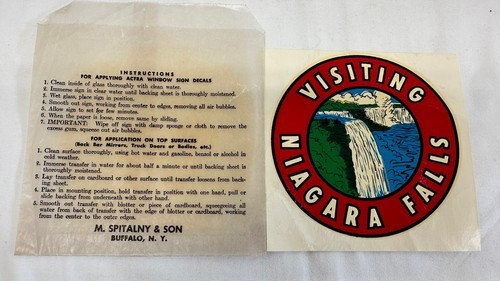 INSTRUCTIONS
FOR APPLYING ACTRA WINDOW SIGN DECALS
1. Clean inside of glass thoroughly with clean water.
2. Immerse sign in clear water until backing sheet is thoroughly moistened.
3. Wet glass, place sign in position.
4. Smooth out sign, working from center to edges, removing all air bubbles.
5. Allow sign to set for few minutes.
6. When the paper is loose, remove same by sliding.
7. IMPORTANT: Wipe off sign with damp sponge or cloth to remove the
excess gum, squeeze out air bubbles.
FOR APPLICATION ON TOP SURFACES
(Back Bar Mirrors, Truck Doors or Bodies, etc.)
1. Clean surface thoroughly, using hot water and gasoline, or alcohol in
cold weather.
2. Immerse transfer in water for about half a minute or until backing sheet is
thoroughly moistened.
3. Lay transfer on cardboard or other surface until transfer loosens from back-
ing sheet.
4. Place in mounting position, hold transfer in position with one hand, pull or
slide backing from underneath with other hand.
5. Smooth out transfer with blotter or piece of cardboard, squeegeeing all
water from back of transfer with the edge of blotter or cardboard, working
from the center to the outer edges.
M. SPITALNY & SON
BUFFALO, N. Y.
VISITING
NIAGARA FALLS